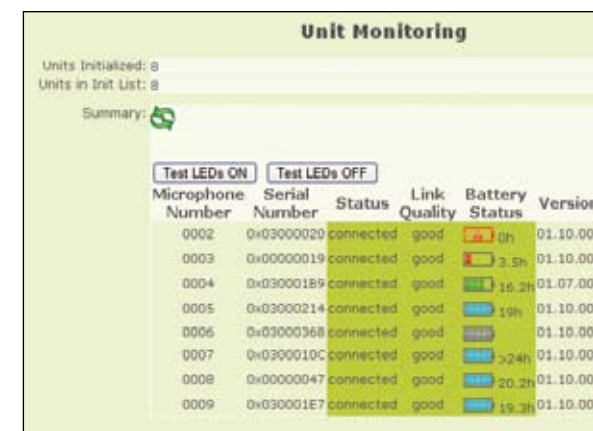 Unit Monitoring
Units Initialized: 8
Units in Init List: 8
Summary:
Test LEDs ON Test LEDs OFF
Microphone Number Serial Number Status Link Quality Battery Status Version
0002 0x03000020 connected good 0h 01.10.00
0003 0x00000019 connected good 3.5h 01.10.00
0004 0x030001B9 connected good 16.2h 01.07.00
0005 0x03000214 connected good 19h 01.10.00
0006 0x03000368 connected good 01.10.00
0007 0x0300010C connected good >24h 01.10.00
0008 0x00000047 connected good 20.2h 01.10.00
0009 0x030001E7 connected good 19.3h 01.10.00